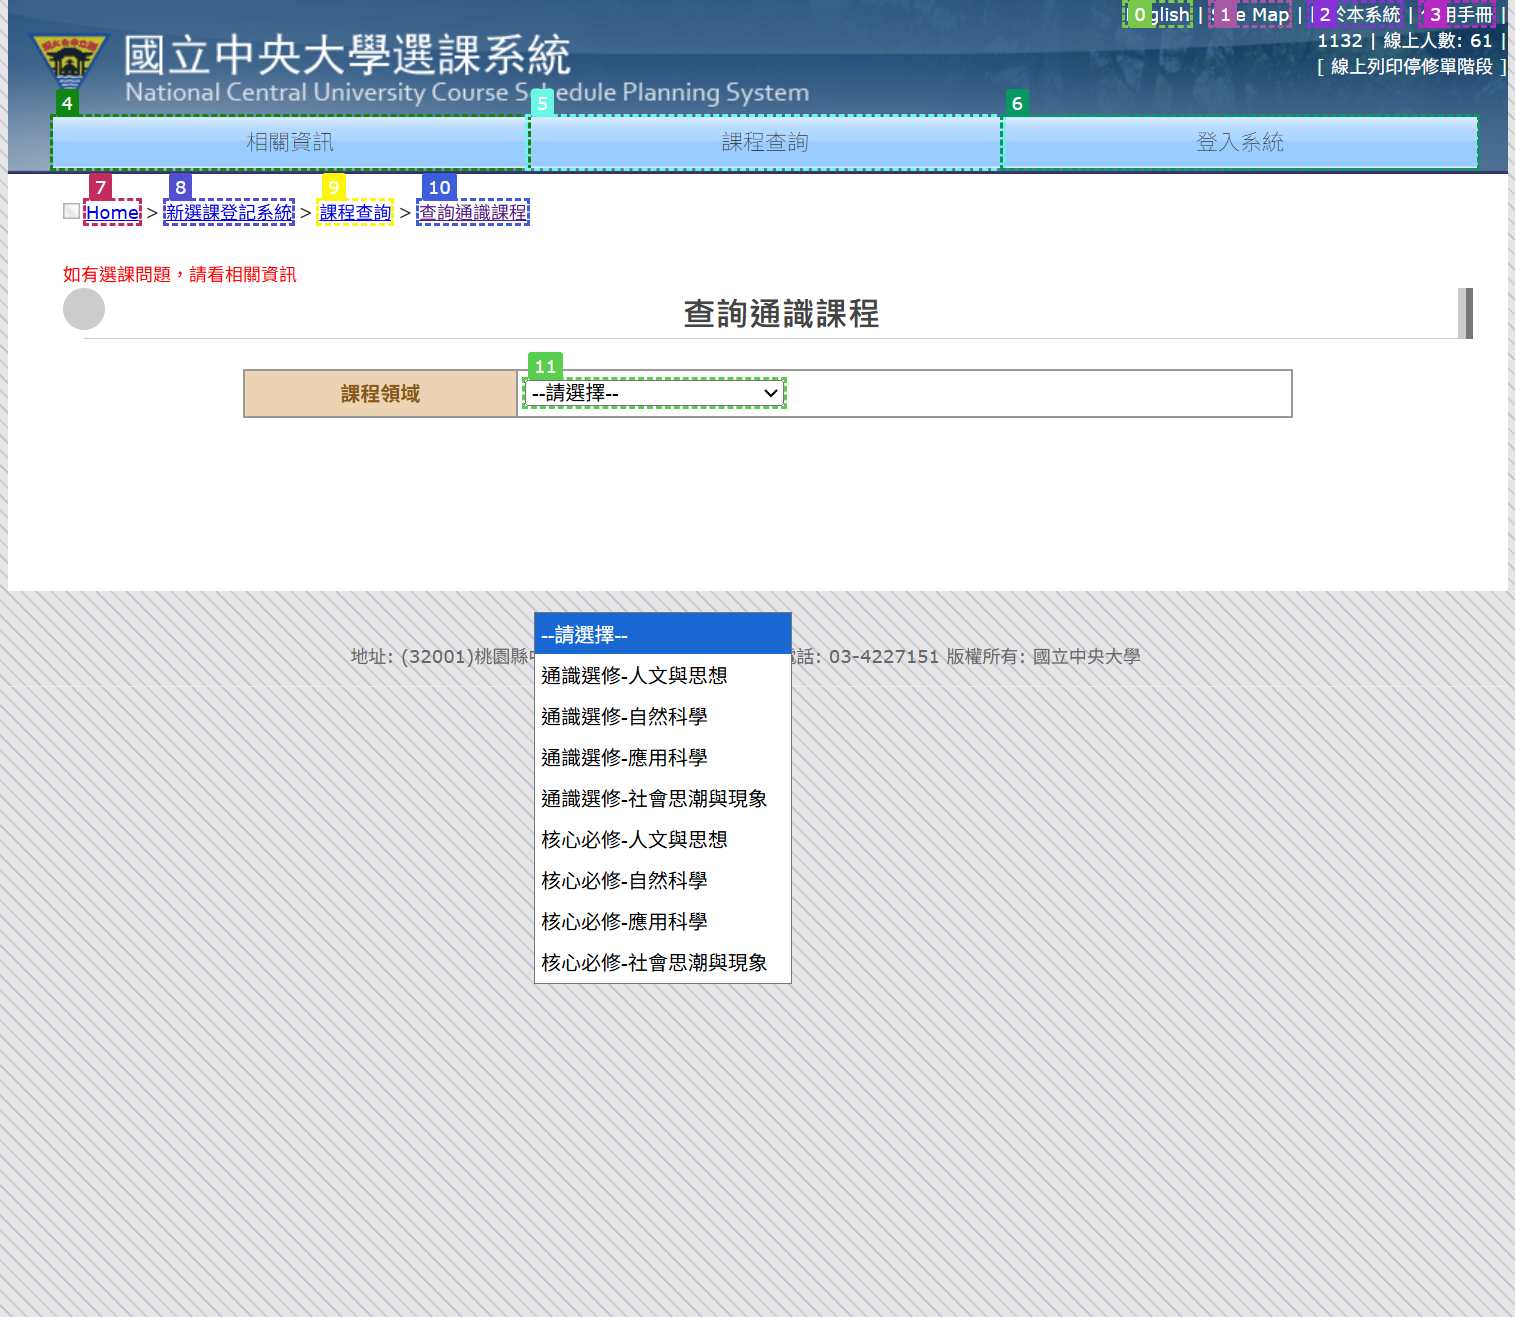 English | Site Map | 關於本系統 | 使用手冊 |
1132 | 線上人數: 61 |
[ 線上列印停修單階段 ]
國立中央大學選課系統
National Central University Course Schedule Planning System
4 5 6
相關資訊 課程查詢 登入系統
7 8 9 10
Home > 新選課登記系統 > 課程查詢 > 查詢通識課程
如有選課問題，請看相關資訊
查詢通識課程
11
課程領域 --請選擇--
--請選擇--
地址: (32001)桃園縣 電話: 03-4227151 版權所有: 國立中央大學
通識選修-人文與思想
通識選修-自然科學
通識選修-應用科學
通識選修-社會思潮與現象
核心必修-人文與思想
核心必修-自然科學
核心必修-應用科學
核心必修-社會思潮與現象